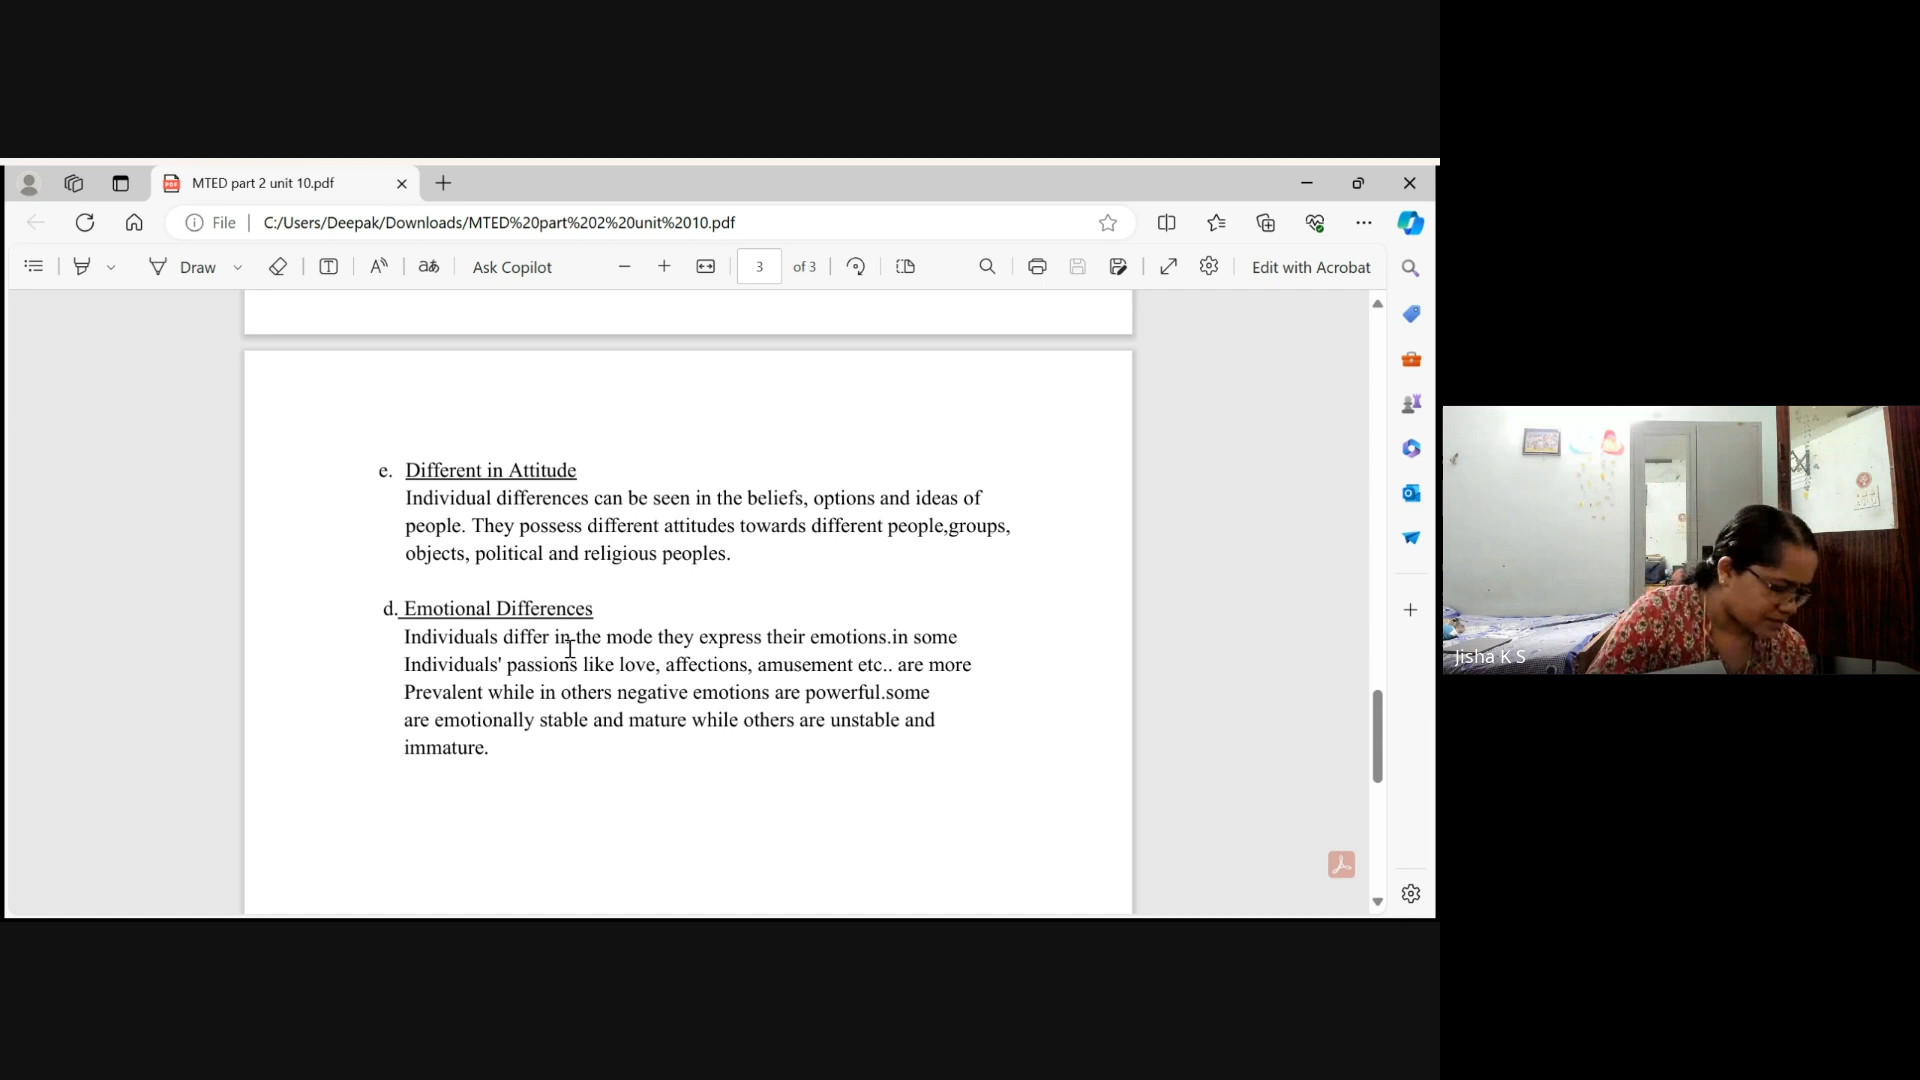 MTED part 2 unit 10.pdf
File C:/Users/Deepak/Downloads/MTED%20part%202%20unit%2010.pdf
Draw aあ Ask Copilot 3 of 3 Edit with Acrobat
e. Different in Attitude
Individual differences can be seen in the beliefs, options and ideas of
people. They possess different attitudes towards different people,groups,
objects, political and religious peoples.
d. Emotional Differences
Individuals differ in the mode they express their emotions.in some
Individuals' passions like love, affections, amusement etc.. are more
Prevalent while in others negative emotions are powerful.some
are emotionally stable and mature while others are unstable and
immature.
Jisha K S